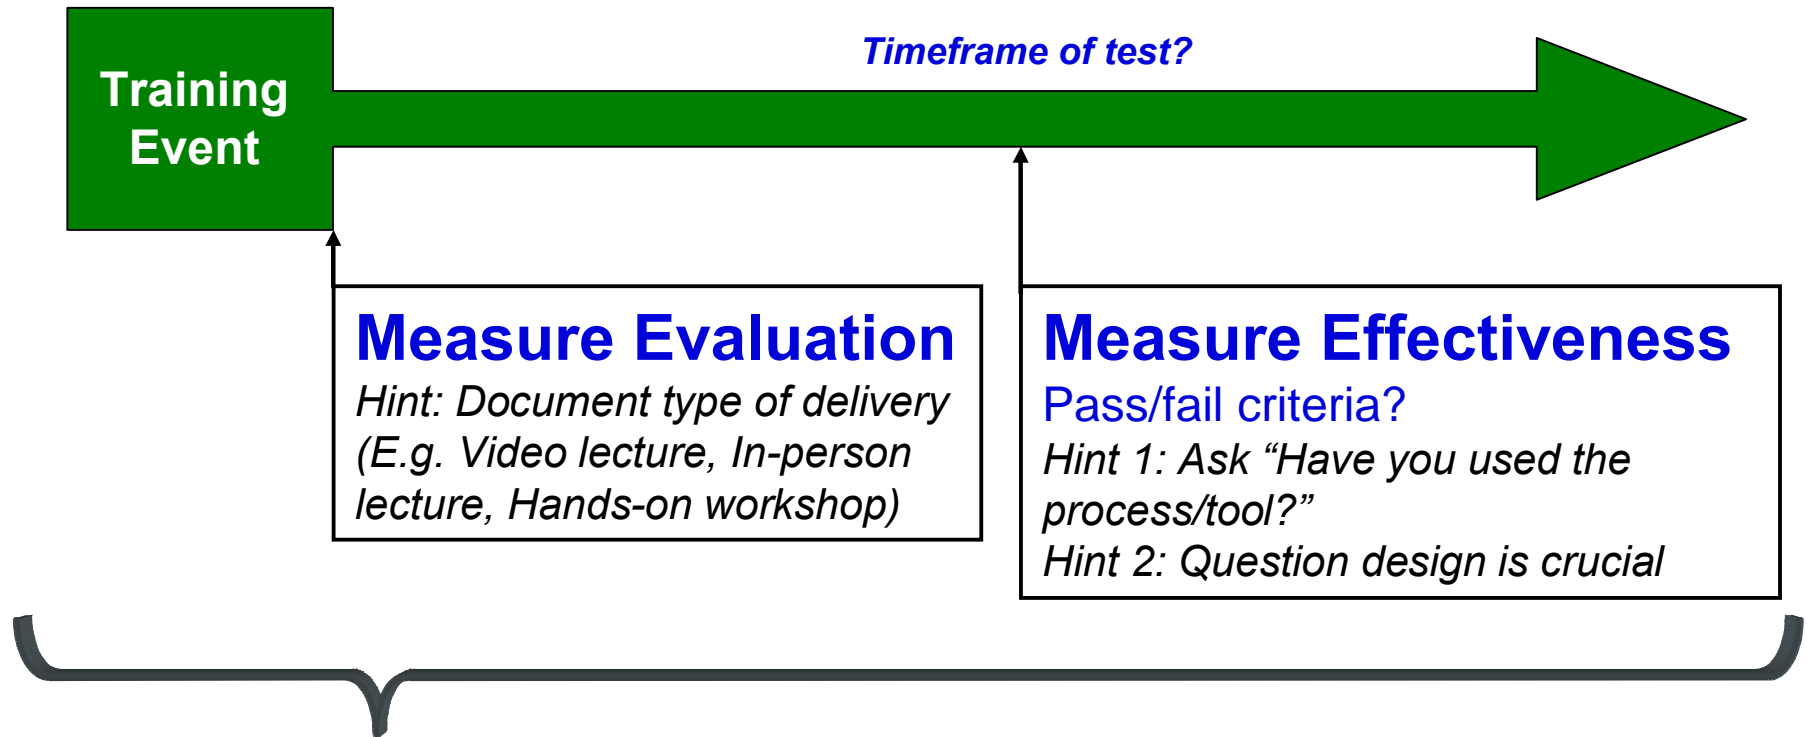 Timeframe of test?
Training
Event
Measure Evaluation
Hint: Document type of delivery
(E.g. Video lecture, In-person
lecture, Hands-on workshop)
Measure Effectiveness
Pass/fail criteria?
Hint 1: Ask “Have you used the
process/tool?”
Hint 2: Question design is crucial